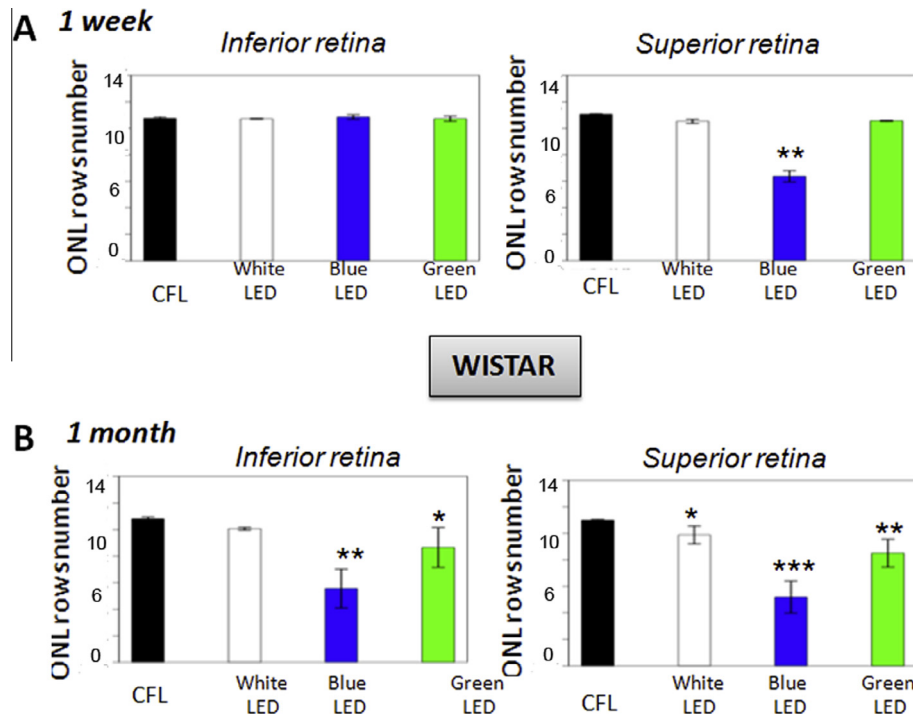 A 1 week
Inferior retina
ONL rowsnumber
14
10
6
0
CFL
White
LED
Blue
LED
Green
LED
Superior retina
ONL rowsnumber
14
10
6
0
**
CFL
White
LED
Blue
LED
Green
LED
WISTAR
B 1 month
Inferior retina
ONL rowsnumber
14
10
6
0
**
*
CFL
White
LED
Blue
LED
Green
LED
Superior retina
ONL rowsnumber
14
10
6
0
*
***
**
CFL
White
LED
Blue
LED
Green
LED